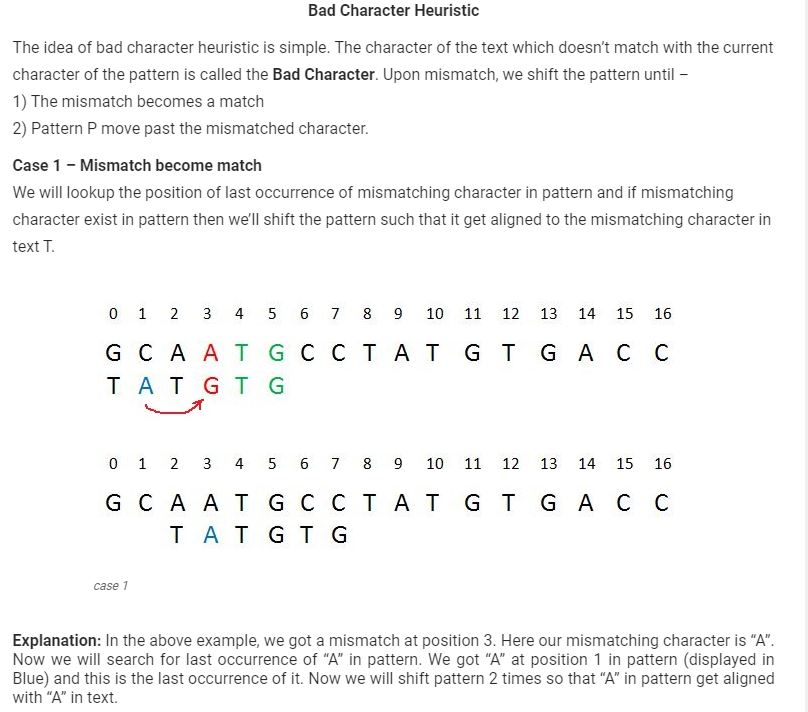 Bad Character Heuristic
The idea of bad character heuristic is simple. The character of the text which doesn't match with the current
character of the pattern is called the Bad Character. Upon mismatch, we shift the pattern until –
1) The mismatch becomes a match
2) Pattern P move past the mismatched character.
Case 1 – Mismatch become match
We will lookup the position of last occurrence of mismatching character in pattern and if mismatching
character exist in pattern then we'll shift the pattern such that it get aligned to the mismatching character in
text T.
0 1 2 3 4 5 6 7 8 9 10 11 12 13 14 15 16
G C A A T G C C T A T G T G A C C
T A T G T G
0 1 2 3 4 5 6 7 8 9 10 11 12 13 14 15 16
G C A A T G C C T A T G T G A C C
T A T G T G
case 1
Explanation: In the above example, we got a mismatch at position 3. Here our mismatching character is “A”.
Now we will search for last occurrence of “A” in pattern. We got “A” at position 1 in pattern (displayed in
Blue) and this is the last occurrence of it. Now we will shift pattern 2 times so that “A” in pattern get aligned
with “A” in text.